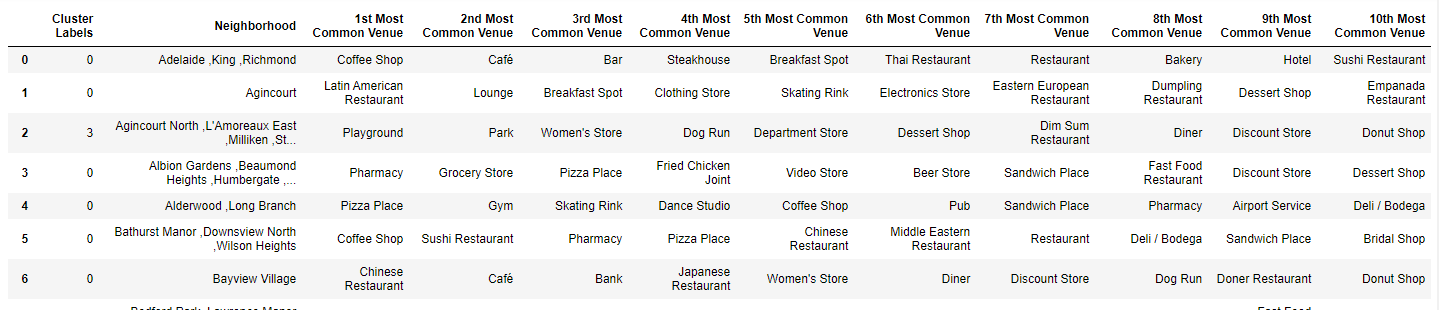 Cluster Labels Neighborhood 1st Most Common Venue 2nd Most Common Venue 3rd Most Common Venue 4th Most Common Venue 5th Most Common Venue 6th Most Common Venue 7th Most Common Venue 8th Most Common Venue 9th Most Common Venue 10th Most Common Venue
0 0 Adelaide ,King ,Richmond Coffee Shop Café Bar Steakhouse Breakfast Spot Thai Restaurant Restaurant Bakery Hotel Sushi Restaurant
1 0 Agincourt Latin American Restaurant Lounge Breakfast Spot Clothing Store Skating Rink Electronics Store Eastern European Restaurant Dumpling Restaurant Dessert Shop Empanada Restaurant
2 3 Agincourt North ,L'Amoreaux East ,Milliken ,St... Playground Park Women's Store Dog Run Department Store Dessert Shop Dim Sum Restaurant Diner Discount Store Donut Shop
3 0 Albion Gardens ,Beaumond Heights ,Humbergate ,... Pharmacy Grocery Store Pizza Place Fried Chicken Joint Video Store Beer Store Sandwich Place Fast Food Restaurant Discount Store Dessert Shop
4 0 Alderwood ,Long Branch Pizza Place Gym Skating Rink Dance Studio Coffee Shop Pub Sandwich Place Pharmacy Airport Service Deli / Bodega
5 0 Bathurst Manor ,Downsview North ,Wilson Heights Coffee Shop Sushi Restaurant Pharmacy Pizza Place Chinese Restaurant Middle Eastern Restaurant Restaurant Deli / Bodega Sandwich Place Bridal Shop
6 0 Bayview Village Chinese Restaurant Café Bank Japanese Restaurant Women's Store Diner Discount Store Dog Run Doner Restaurant Donut Shop